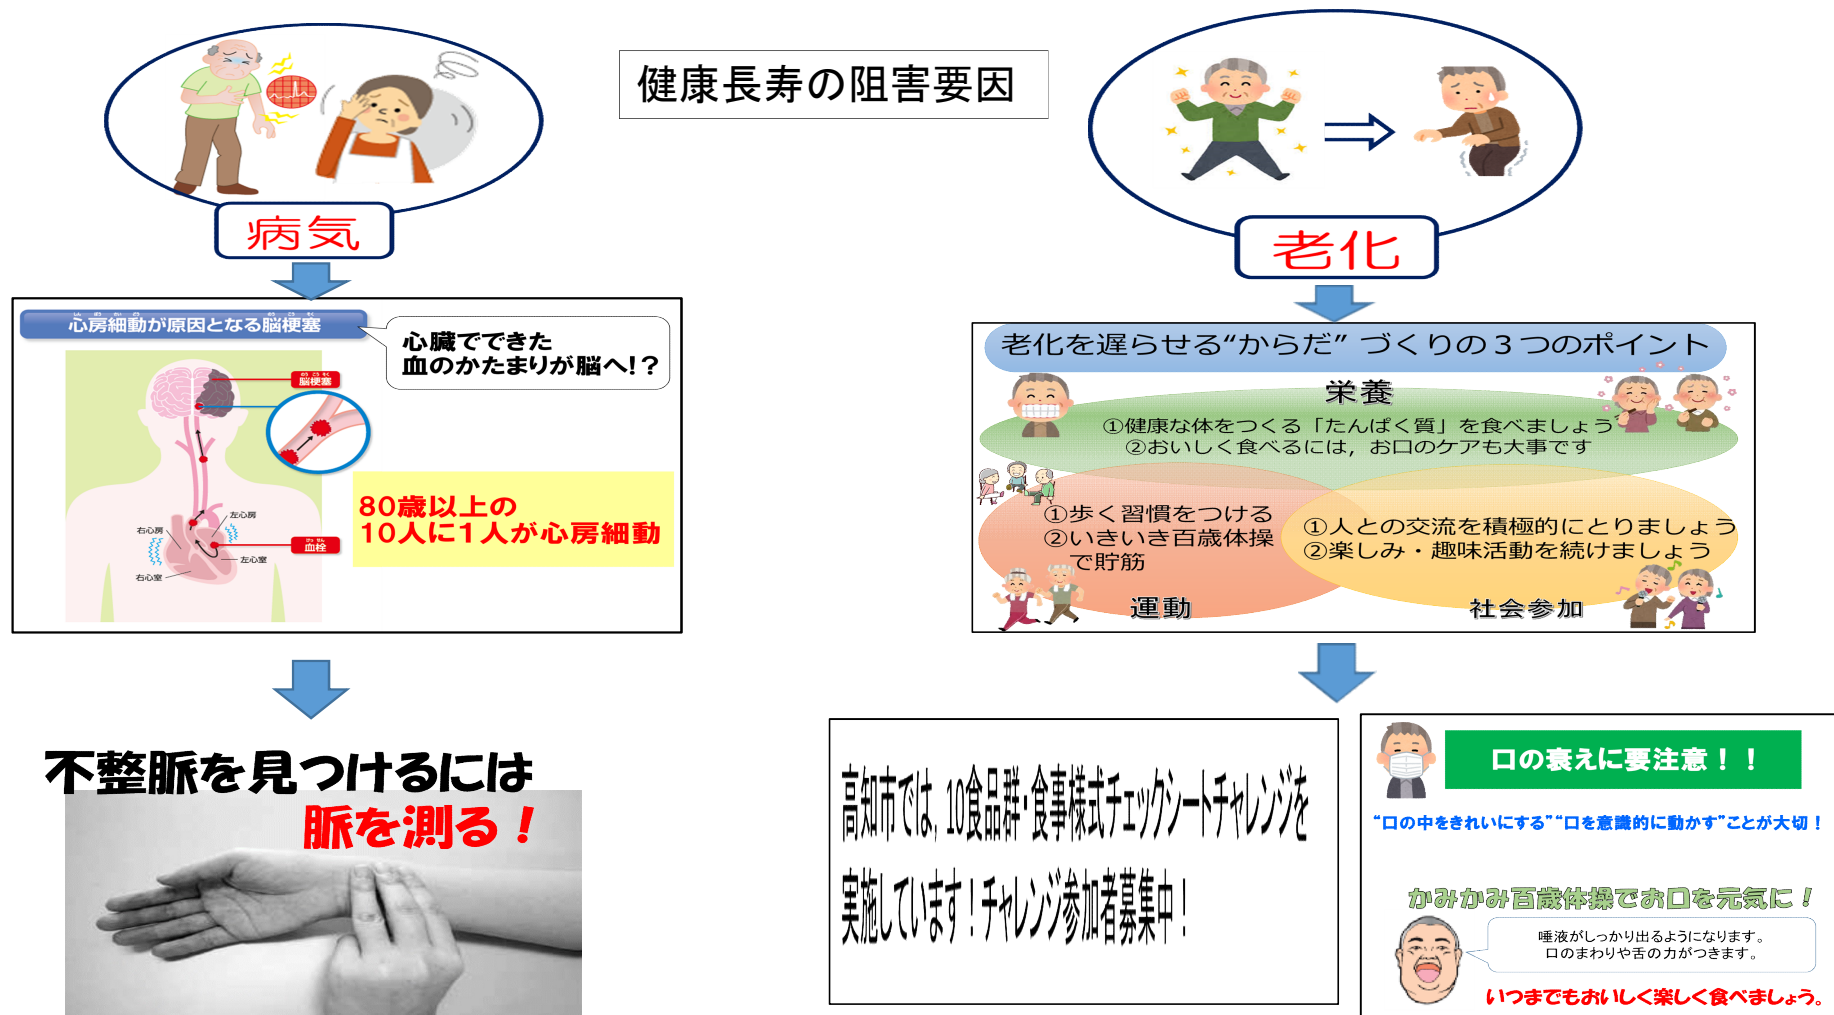 健康長寿の阻害要因
病気
心房細動が原因となる脳梗塞
心臓でできた
血のかたまりが脳へ!?
脳梗塞
左心房
右心房
血栓
左心室
右心室
80歳以上の
10人に1人が心房細動
不整脈を見つけるには
脈を測る！
老化
老化を遅らせる“からだ” づくりの３つのポイント
栄養
①健康な体をつくる「たんぱく質」を食べましょう
②おいしく食べるには，お口のケアも大事です
①歩く習慣をつける
②いきいき百歳体操
で貯筋
運動
①人との交流を積極的にとりましょう
②楽しみ・趣味活動を続けましょう
社会参加
高知市では，10食品群・食事様式チェックシートチャレンジを
実施しています！チャレンジ参加者募集中！
口の衰えに要注意！！
“口の中をきれいにする”“口を意識的に動かす”ことが大切！
かみかみ百歳体操でお口を元気に！
唾液がしっかり出るようになります。
口のまわりや舌の力がつきます。
いつまでもおいしく楽しく食べましょう。